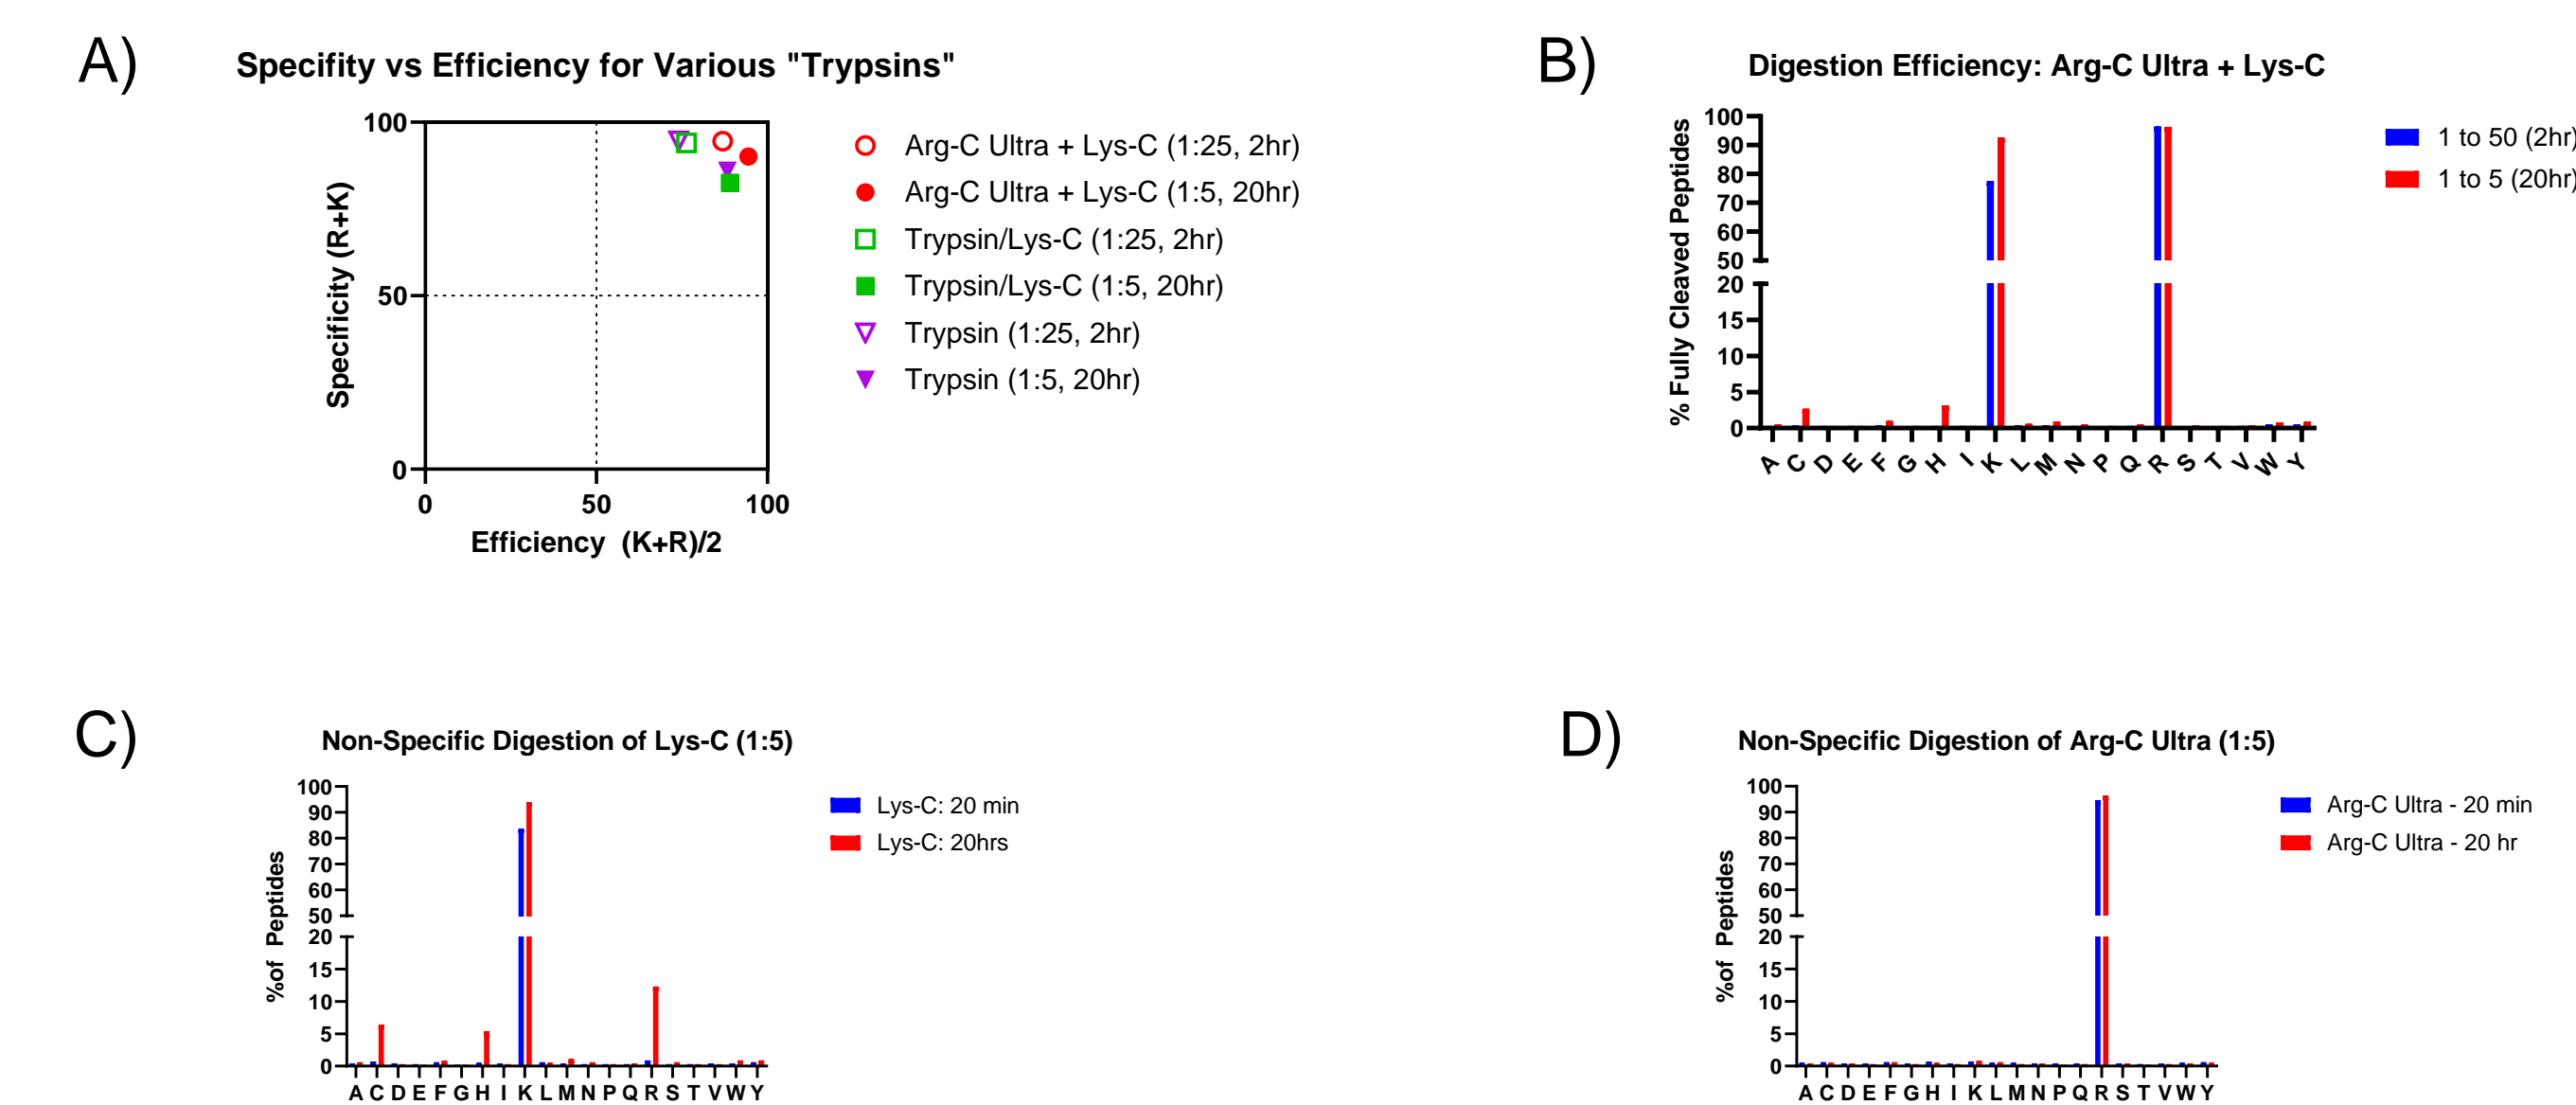 A)
Specifity vs Efficiency for Various "Trypsins"
100
50
0
Specificity (R+K)
0 50 100
Efficiency (K+R)/2
Arg-C Ultra + Lys-C (1:25, 2hr)
Arg-C Ultra + Lys-C (1:5, 20hr)
Trypsin/Lys-C (1:25, 2hr)
Trypsin/Lys-C (1:5, 20hr)
Trypsin (1:25, 2hr)
Trypsin (1:5, 20hr)
B)
Digestion Efficiency: Arg-C Ultra + Lys-C
100
90
80
70
60
50
20
15
10
5
0
% Fully Cleaved Peptides
A C D E F G H I K L M N P Q R S T V W Y
1 to 50 (2hr)
1 to 5 (20hr)
C)
Non-Specific Digestion of Lys-C (1:5)
100
90
80
70
60
50
20
15
10
5
0
%of Peptides
A C D E F G H I K L M N P Q R S T V W Y
Lys-C: 20 min
Lys-C: 20hrs
D)
Non-Specific Digestion of Arg-C Ultra (1:5)
100
90
80
70
60
50
20
15
10
5
0
%of Peptides
A C D E F G H I K L M N P Q R S T V W Y
Arg-C Ultra - 20 min
Arg-C Ultra - 20 hr